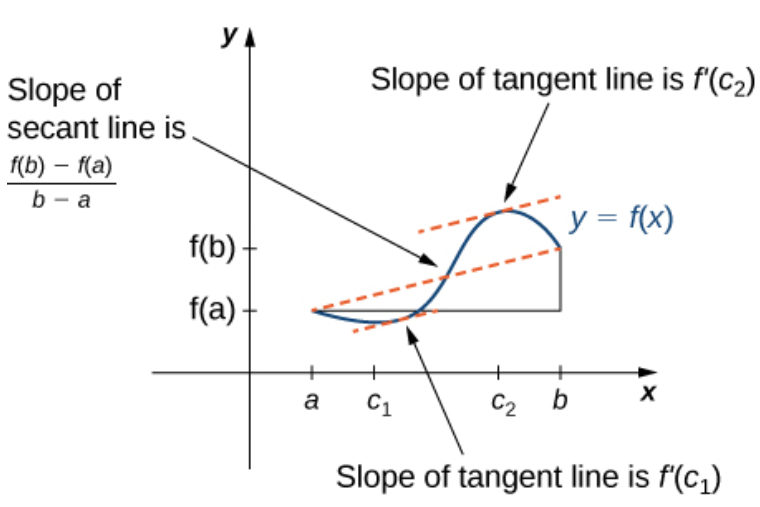 y
Slope of tangent line is f'(c₂)
Slope of
secant line is
f(b) − f(a)
b − a
y = f(x)
f(b)
f(a)
a
c₁
c₂
b
x
Slope of tangent line is f'(c₁)